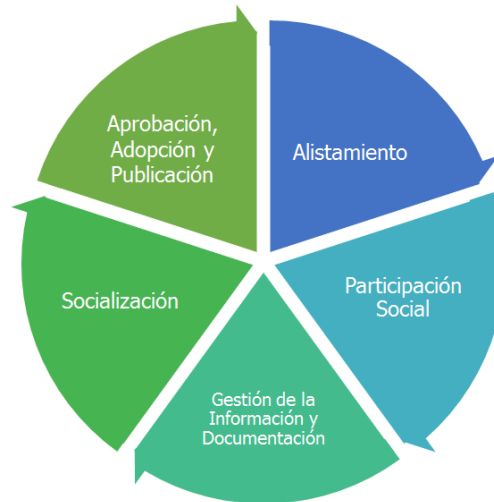 Alistamiento
Participación
Social
Gestión de la
Información y
Documentación
Socialización
Aprobación,
Adopción y
Publicación